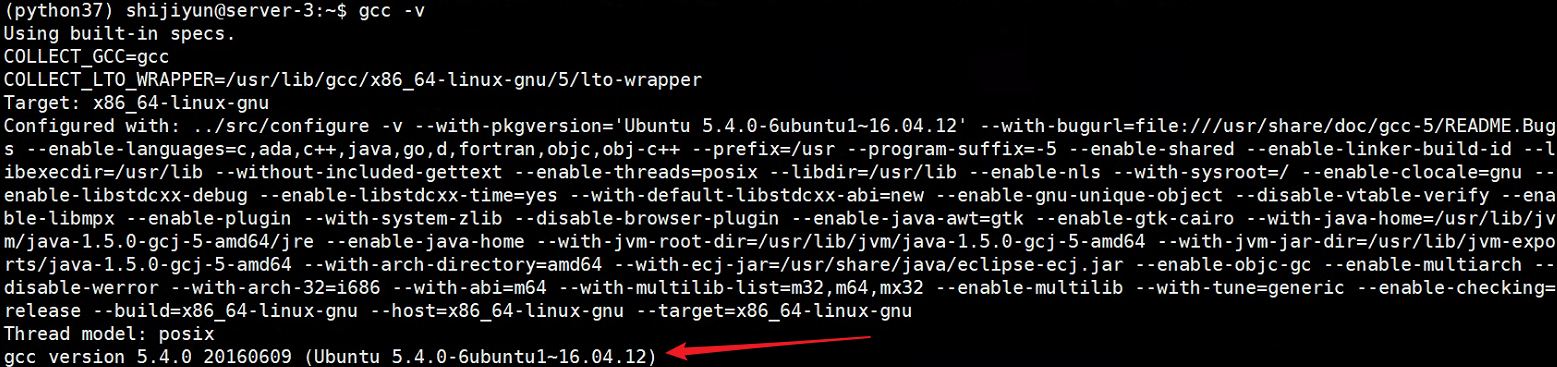 (python37) shijiyun@server-3:~$ gcc -v
Using built-in specs.
COLLECT_GCC=gcc
COLLECT_LTO_WRAPPER=/usr/lib/gcc/x86_64-linux-gnu/5/lto-wrapper
Target: x86_64-linux-gnu
Configured with: ../src/configure -v --with-pkgversion='Ubuntu 5.4.0-6ubuntu1~16.04.12' --with-bugurl=file:///usr/share/doc/gcc-5/README.Bug
s --enable-languages=c,ada,c++,java,go,d,fortran,objc,obj-c++ --prefix=/usr --program-suffix=-5 --enable-shared --enable-linker-build-id --l
ibexecdir=/usr/lib --without-included-gettext --enable-threads=posix --libdir=/usr/lib --enable-nls --with-sysroot=/ --enable-clocale=gnu --
enable-libstdcxx-debug --enable-libstdcxx-time=yes --with-default-libstdcxx-abi=new --enable-gnu-unique-object --disable-vtable-verify --ena
ble-libmpx --enable-plugin --with-system-zlib --disable-browser-plugin --enable-java-awt=gtk --enable-gtk-cairo --with-java-home=/usr/lib/jv
m/java-1.5.0-gcj-5-amd64/jre --enable-java-home --with-jvm-root-dir=/usr/lib/jvm/java-1.5.0-gcj-5-amd64 --with-jvm-jar-dir=/usr/lib/jvm-expo
rts/java-1.5.0-gcj-5-amd64 --with-arch-directory=amd64 --with-ecj-jar=/usr/share/java/eclipse-ecj.jar --enable-objc-gc --enable-multiarch --
disable-werror --with-arch-32=i686 --with-abi=m64 --with-multilib-list=m32,m64,mx32 --enable-multilib --with-tune=generic --enable-checking=
release --build=x86_64-linux-gnu --host=x86_64-linux-gnu --target=x86_64-linux-gnu
Thread model: posix
gcc version 5.4.0 20160609 (Ubuntu 5.4.0-6ubuntu1~16.04.12)